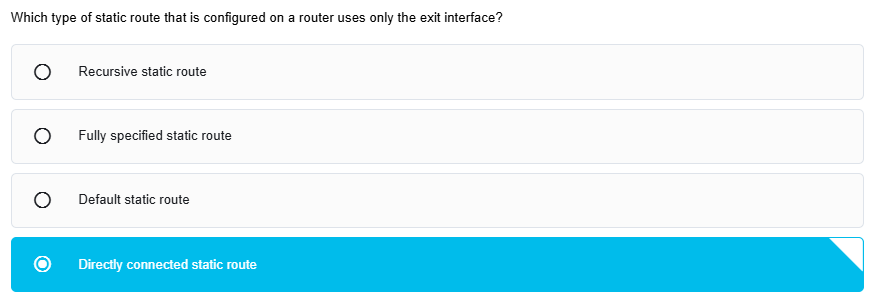 Which type of static route that is configured on a router uses only the exit interface?
Recursive static route
Fully specified static route
Default static route
Directly connected static route